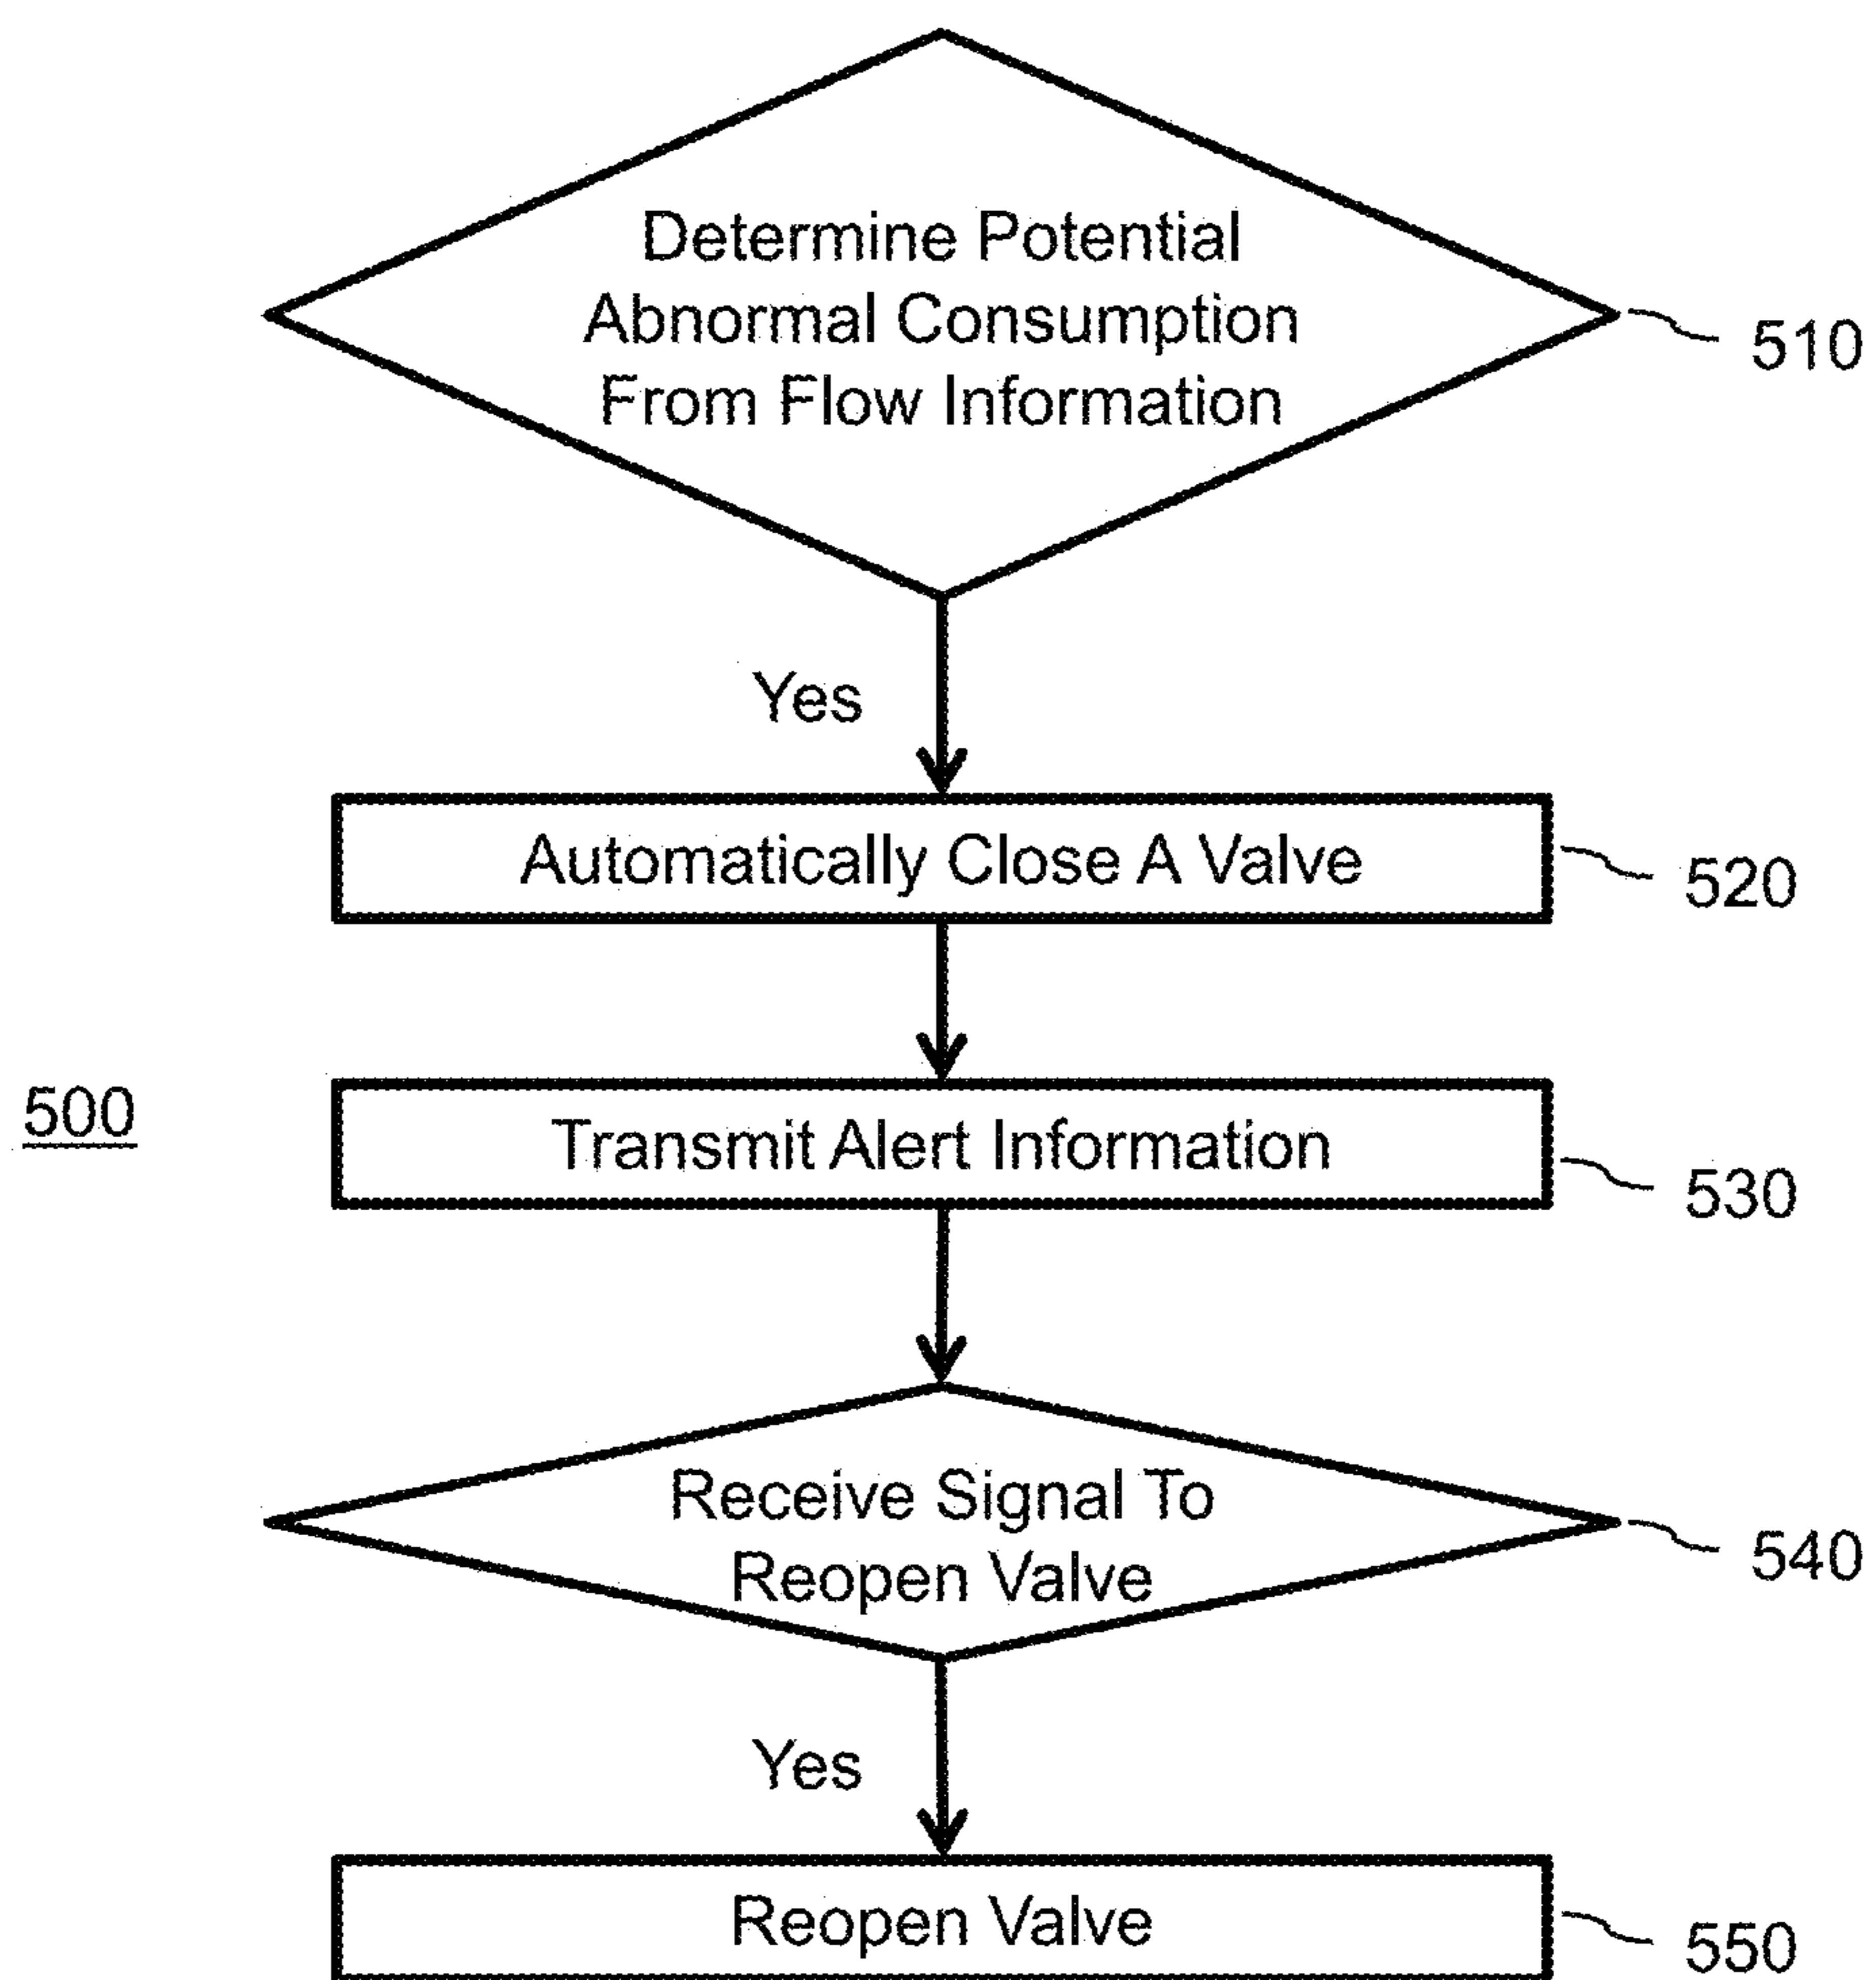 Determine Potential
Abnormal Consumption
From Flow Information
510
Yes
Automatically Close A Valve
520
500
Transmit Alert Information
530
Receive Signal To
Reopen Valve
540
Yes
Reopen Valve
550